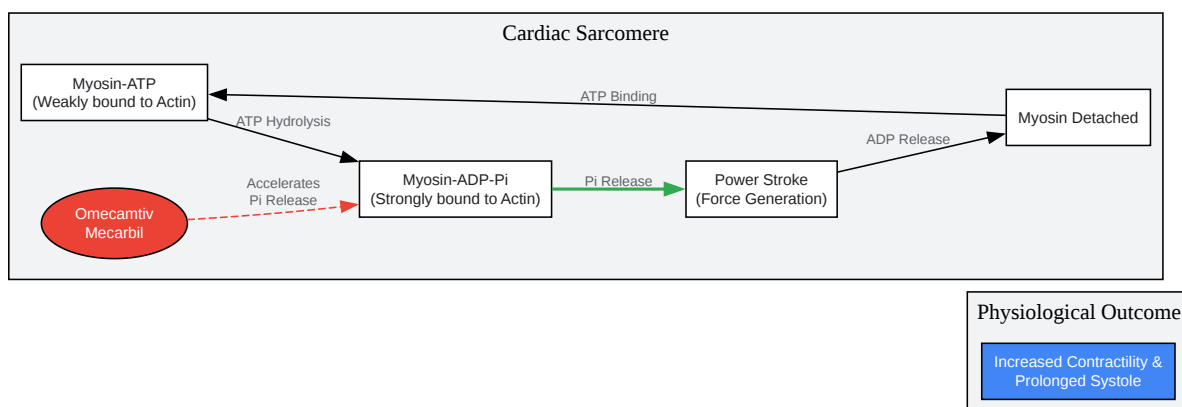 Cardiac Sarcomere
Myosin-ATP
(Weakly bound to Actin)
ATP Binding
Myosin Detached
ATP Hydrolysis
ADP Release
Myosin-ADP-Pi
(Strongly bound to Actin)
Pi Release
Power Stroke
(Force Generation)
Accelerates
Pi Release
Omecamtiv
Mecarbil
Physiological Outcome
Increased Contractility &
Prolonged Systole